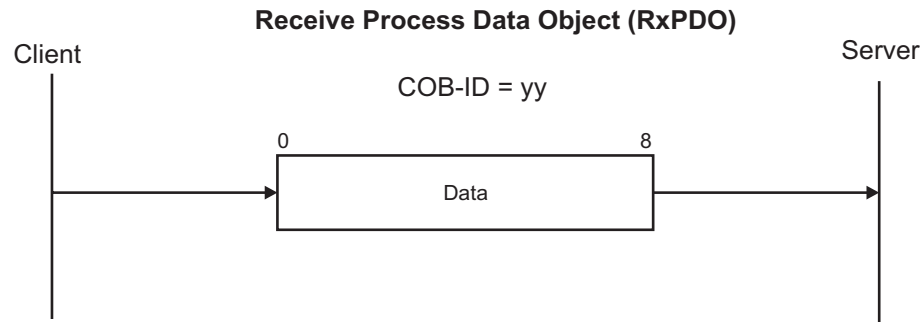 Receive Process Data Object (RxPDO)
Client
Server
COB-ID = yy
0
8
Data